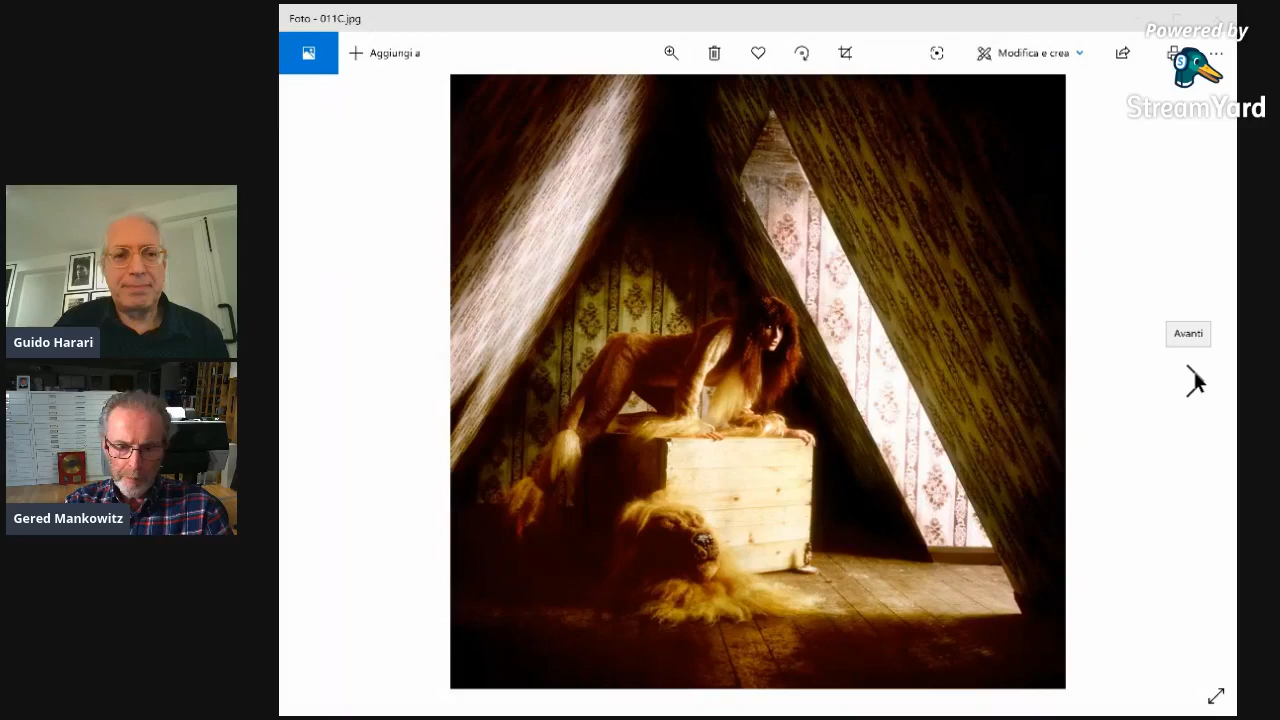 Foto - 011C.jpg
Aggiungi a
Modifica e crea
Powered by
StreamYard
Avanti
Guido Harari
Gered Mankowitz